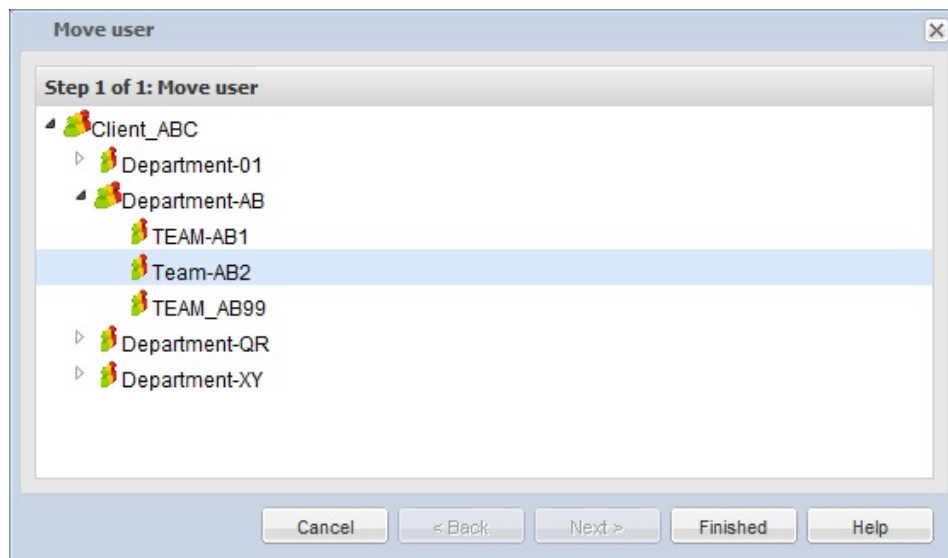 Move user
Step 1 of 1: Move user
Client_ABC
Department-01
Department-AB
TEAM-AB1
Team-AB2
TEAM_AB99
Department-QR
Department-XY
Cancel < Back Next > Finished Help